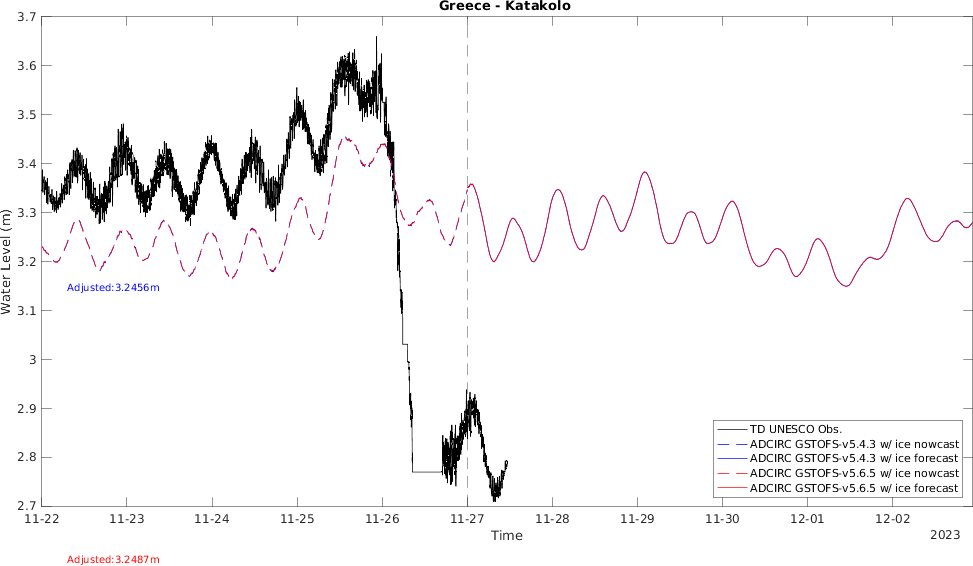 Greece - Katakolo
3.7
3.6
3.5
3.4
3.3
3.2
3.1
3
2.9
2.8
2.7
Water Level (m)
Adjusted:3.2456m
TD UNESCO Obs.
ADCIRC GSTOFS-v5.4.3 w/ ice nowcast
ADCIRC GSTOFS-v5.4.3 w/ ice forecast
ADCIRC GSTOFS-v5.6.5 w/ ice nowcast
ADCIRC GSTOFS-v5.6.5 w/ ice forecast
11-22 11-23 11-24 11-25 11-26 11-27 11-28 11-29 11-30 12-01 12-02
Time
2023
Adjusted:3.2487m